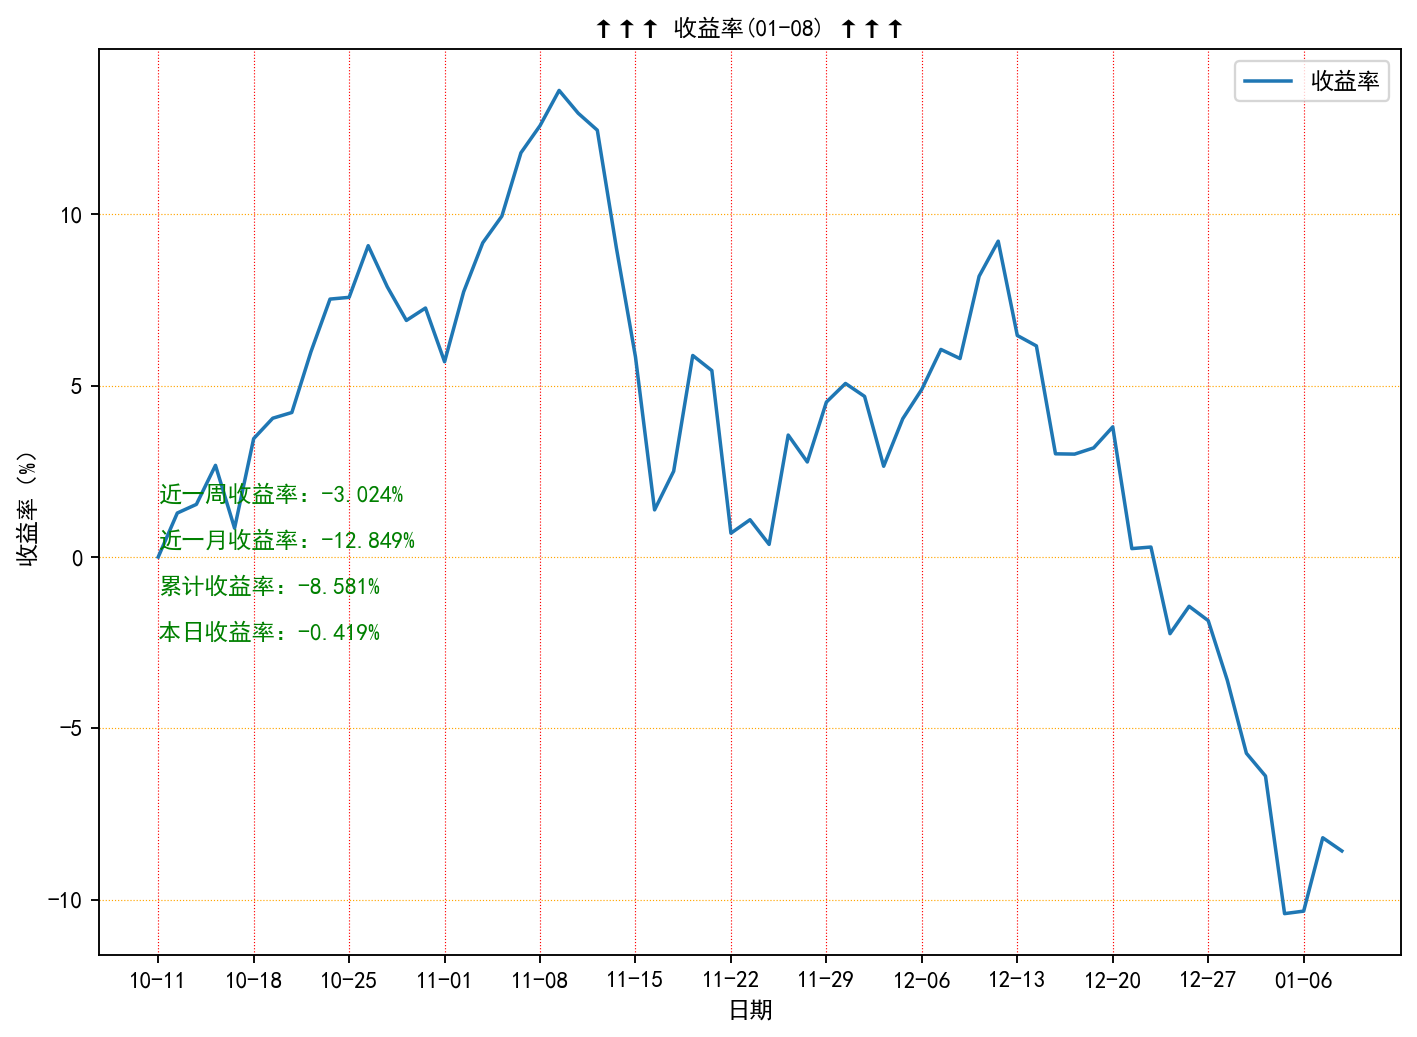 ↑↑↑ 收益率(01-08) ↑↑↑
收益率
10
5
0
-5
-10
收益率 (%)
近一周收益率：-3.024%
近一月收益率：-12.849%
累计收益率：-8.581%
本日收益率：-0.419%
10-11 10-18 10-25 11-01 11-08 11-15 11-22 11-29 12-06 12-13 12-20 12-27 01-06
日期